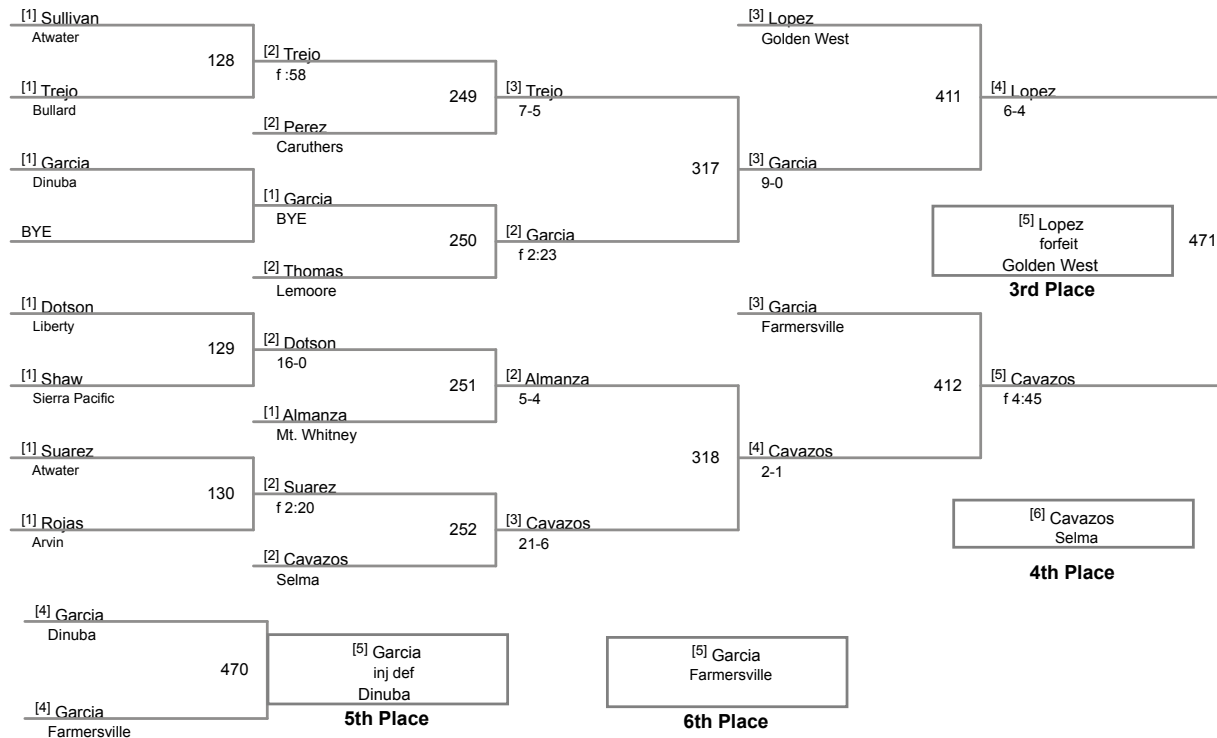 [1] Sullivan
Atwater
128
[1] Trejo
Bullard
[1] Garcia
Dinuba
BYE
[1] Dotson
Liberty
129
[1] Shaw
Sierra Pacific
[1] Suarez
Atwater
130
[1] Rojas
Arvin
[2] Trejo
f :58
249
[2] Perez
Caruthers
[1] Garcia
BYE
250
[2] Thomas
Lemoore
[2] Dotson
16-0
251
[1] Almanza
Mt. Whitney
[2] Suarez
f 2:20
252
[2] Cavazos
Selma
[3] Trejo
7-5
317
[2] Garcia
f 2:23
[2] Almanza
5-4
318
[3] Cavazos
21-6
[3] Lopez
Golden West
411
[3] Garcia
9-0
[3] Garcia
Farmersville
412
[4] Cavazos
2-1
[4] Lopez
6-4
[5] Lopez
forfeit
Golden West
471
3rd Place
[5] Cavazos
f 4:45
[6] Cavazos
Selma
4th Place
[4] Garcia
Dinuba
470
[4] Garcia
Farmersville
[5] Garcia
inj def
Dinuba
5th Place
[5] Garcia
Farmersville
6th Place